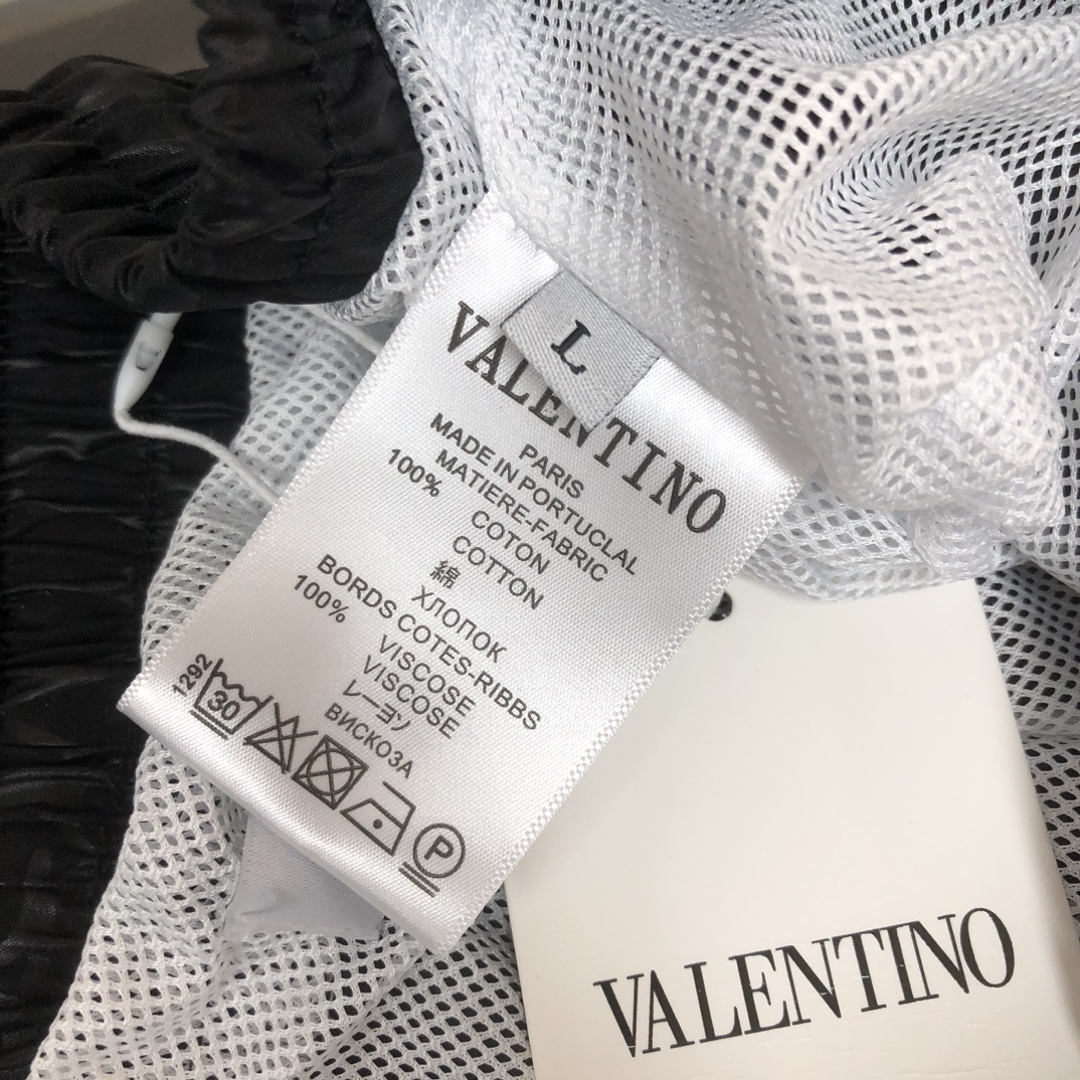 L
VALENTINO
PARIS
MADE IN PORTUCLAL
MATIERE-FABRIC
100%
COTON
COTTON
綿
ХЛОПОК
BORDS COTES-RIBBS
100%
VISCOSE
VISCOSE
レーヨン
ВИСКОЗА
1292
30
P
VALENTINO